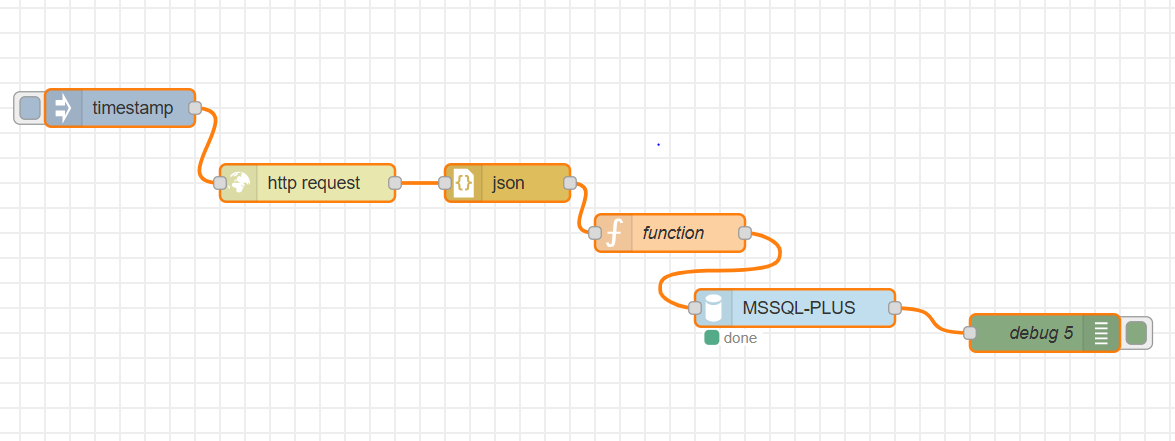 timestamp
http request
{}
json
function
MSSQL-PLUS
done
debug 5